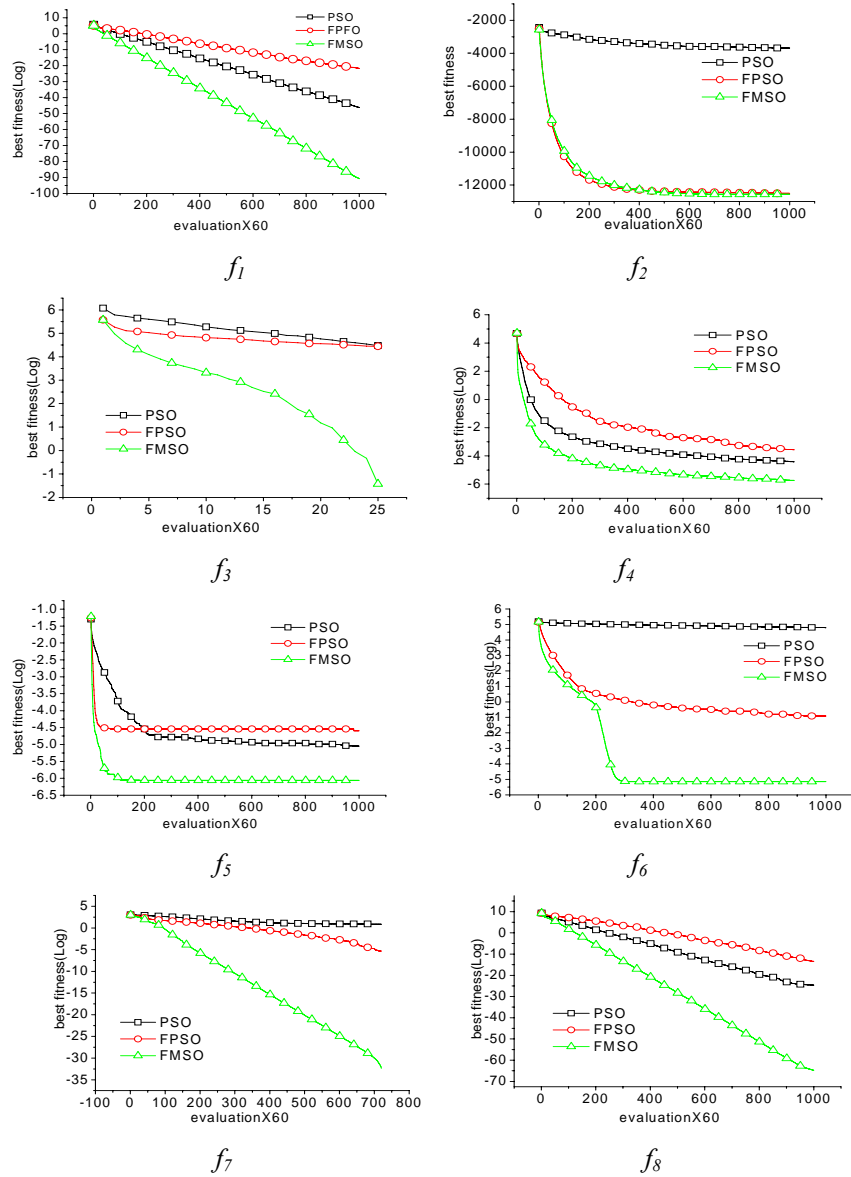 10
0
-10
-20
-30
-40
-50
-60
-70
-80
-90
-100
best fitness(Log)
0 200 400 600 800 1000
evaluationX60
PSO
FPFO
FMSO
f1
-2000
-4000
-6000
-8000
-10000
-12000
best fitness
0 200 400 600 800 1000
evaluationX60
PSO
FPSO
FMSO
f2
6
5
4
3
2
1
0
-1
-2
best fitness(Log)
0 5 10 15 20 25
evaluationX60
PSO
FPSO
FMSO
f3
6
4
2
0
-2
-4
-6
best fitness(Log)
0 200 400 600 800 1000
evaluationX60
PSO
FPSO
FMSO
f4
-1.0
-1.5
-2.0
-2.5
-3.0
-3.5
-4.0
-4.5
-5.0
-5.5
-6.0
-6.5
best fitness(Log)
0 200 400 600 800 1000
evaluationX60
PSO
FPSO
FMSO
f5
6
5
4
3
2
1
0
-1
-2
-3
-4
-5
-6
best fitness(Log)
0 200 400 600 800 1000
evaluationX60
PSO
FPSO
FMSO
f6
5
0
-5
-10
-15
-20
-25
-30
-35
best fitness(Log)
-100 0 100 200 300 400 500 600 700 800
evaluationX60
PSO
FPSO
FMSO
f7
10
0
-10
-20
-30
-40
-50
-60
-70
best fitness(Log)
0 200 400 600 800 1000
evaluationX60
PSO
FPSO
FMSO
f8